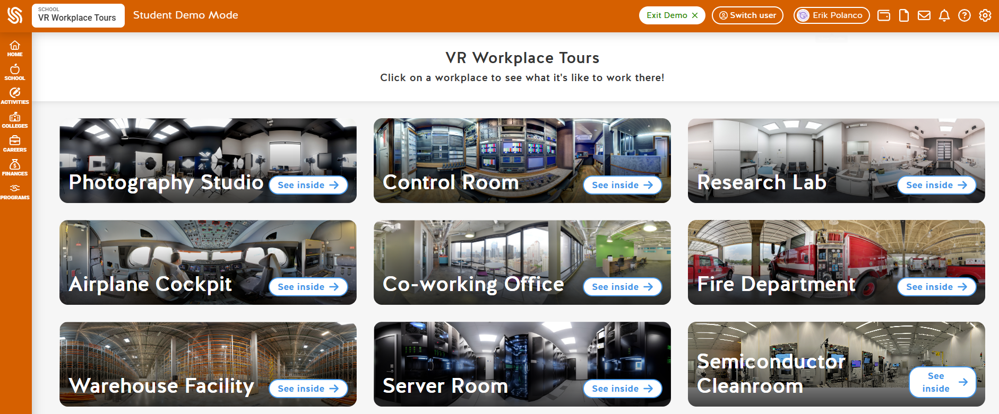 SCHOOL
VR Workplace Tours
Student Demo Mode
Exit Demo
Switch user
Erik Polanco
HOME
SCHOOL
ACTIVITIES
COLLEGES
CAREERS
FINANCES
PROGRAMS
VR Workplace Tours
Click on a workplace to see what it's like to work there!
Photography Studio
See inside
Control Room
See inside
Research Lab
See inside
Airplane Cockpit
See inside
Co-working Office
See inside
Fire Department
See inside
Warehouse Facility
See inside
Server Room
See inside
Semiconductor
Cleanroom
See
inside